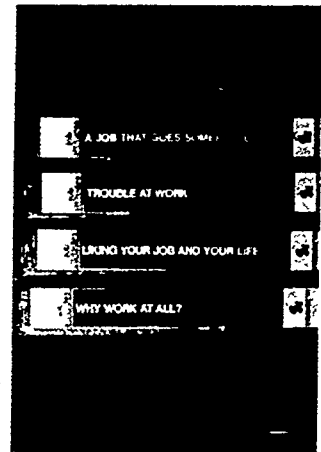 A JOB THAT GOES
TROUBLE AT WORK
LIKING YOUR JOB AND YOUR LIFE
WHY WORK AT ALL?